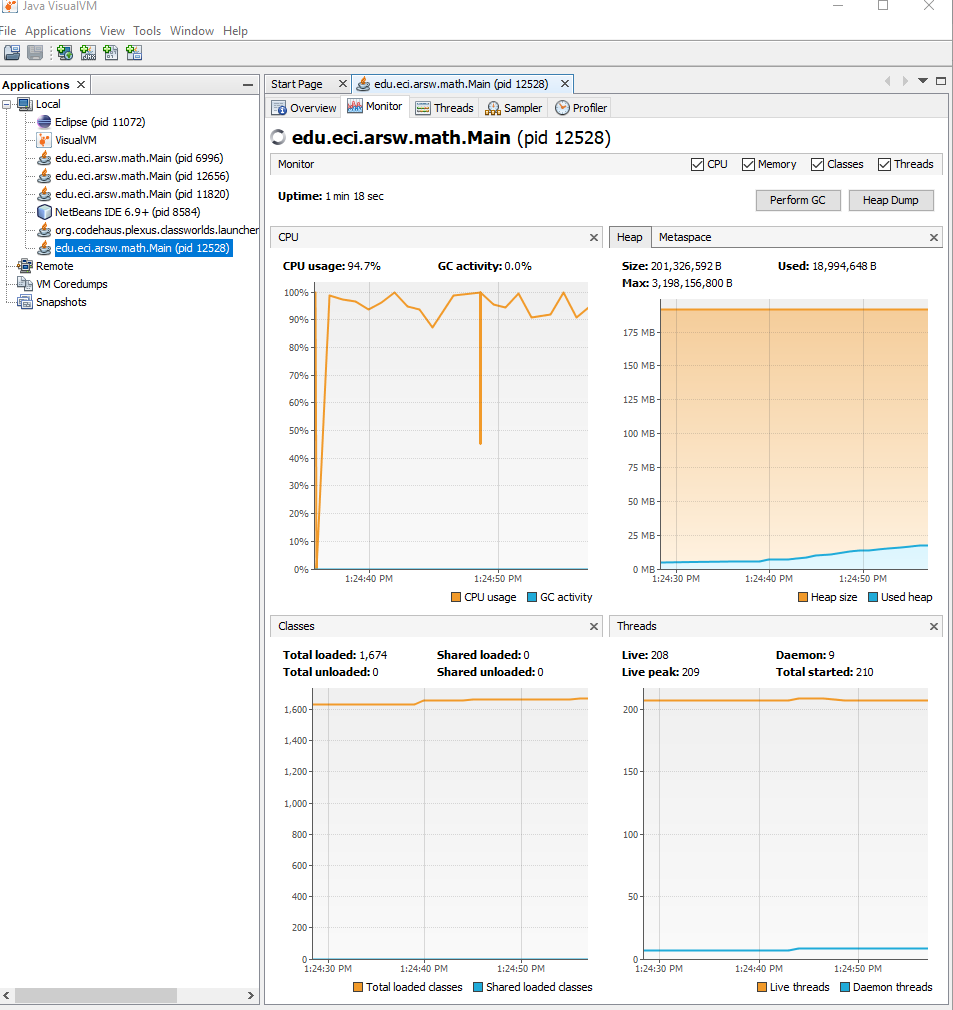 Java VisualVM
File Applications View Tools Window Help
Applications
Local
Eclipse (pid 11072)
VisualVM
edu.eci.arsw.math.Main (pid 6996)
edu.eci.arsw.math.Main (pid 12656)
edu.eci.arsw.math.Main (pid 11820)
NetBeans IDE 6.9+ (pid 8584)
org.codehaus.plexus.classworlds.launcher
edu.eci.arsw.math.Main (pid 12528)
Remote
VM Coredumps
Snapshots
Start Page edu.eci.arsw.math.Main (pid 12528)
Overview Monitor Threads Sampler Profiler
edu.eci.arsw.math.Main (pid 12528)
Monitor CPU Memory Classes Threads
Uptime: 1 min 18 sec Perform GC Heap Dump
CPU
CPU usage: 94.7% GC activity: 0.0%
100%
90%
80%
70%
60%
50%
40%
30%
20%
10%
0%
1:24:40 PM 1:24:50 PM
CPU usage GC activity
Heap Metaspace
Size: 201,326,592 B Used: 18,994,648 B
Max: 3,198,156,800 B
175 MB
150 MB
125 MB
100 MB
75 MB
50 MB
25 MB
0 MB
1:24:30 PM 1:24:40 PM 1:24:50 PM
Heap size Used heap
Classes
Total loaded: 1,674 Shared loaded: 0
Total unloaded: 0 Shared unloaded: 0
1,600
1,400
1,200
1,000
800
600
400
200
0
1:24:30 PM 1:24:40 PM 1:24:50 PM
Total loaded classes Shared loaded classes
Threads
Live: 208 Daemon: 9
Live peak: 209 Total started: 210
200
150
100
50
0
1:24:30 PM 1:24:40 PM 1:24:50 PM
Live threads Daemon threads